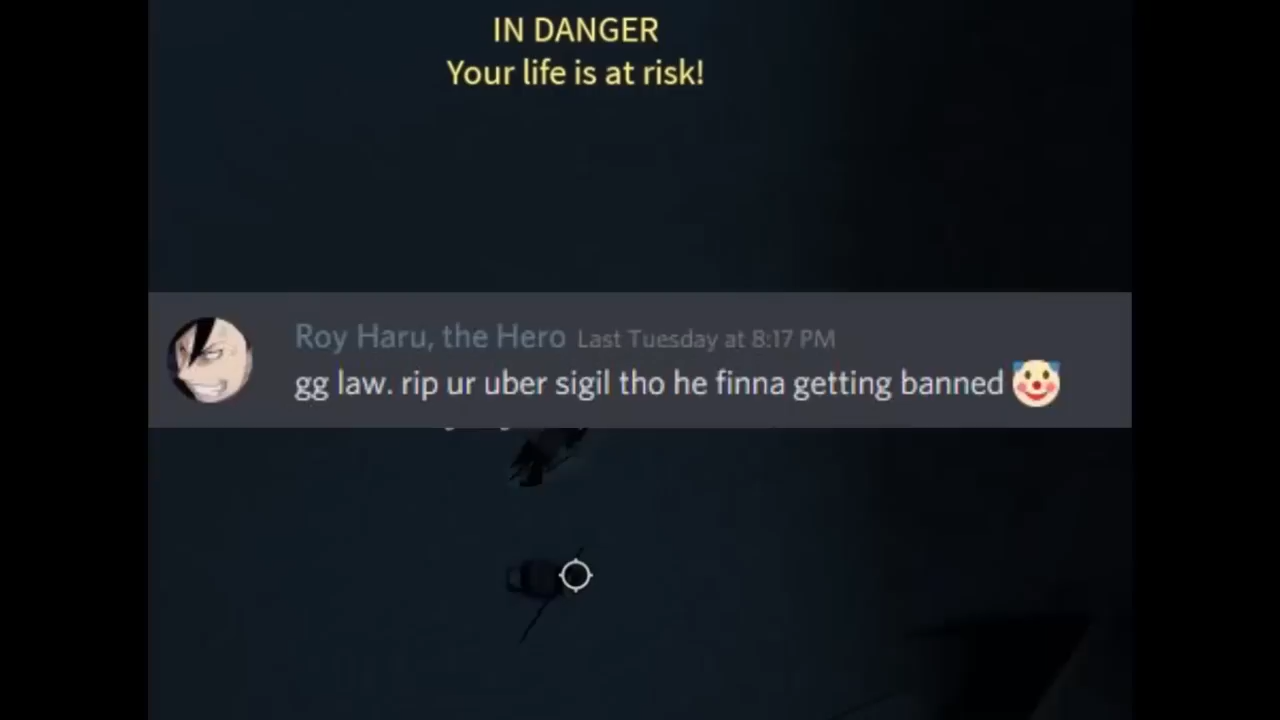 IN DANGER
Your life is at risk!
Roy Haru, the Hero Last Tuesday at 8:17 PM
gg law. rip ur uber sigil tho he finna getting banned 🤡